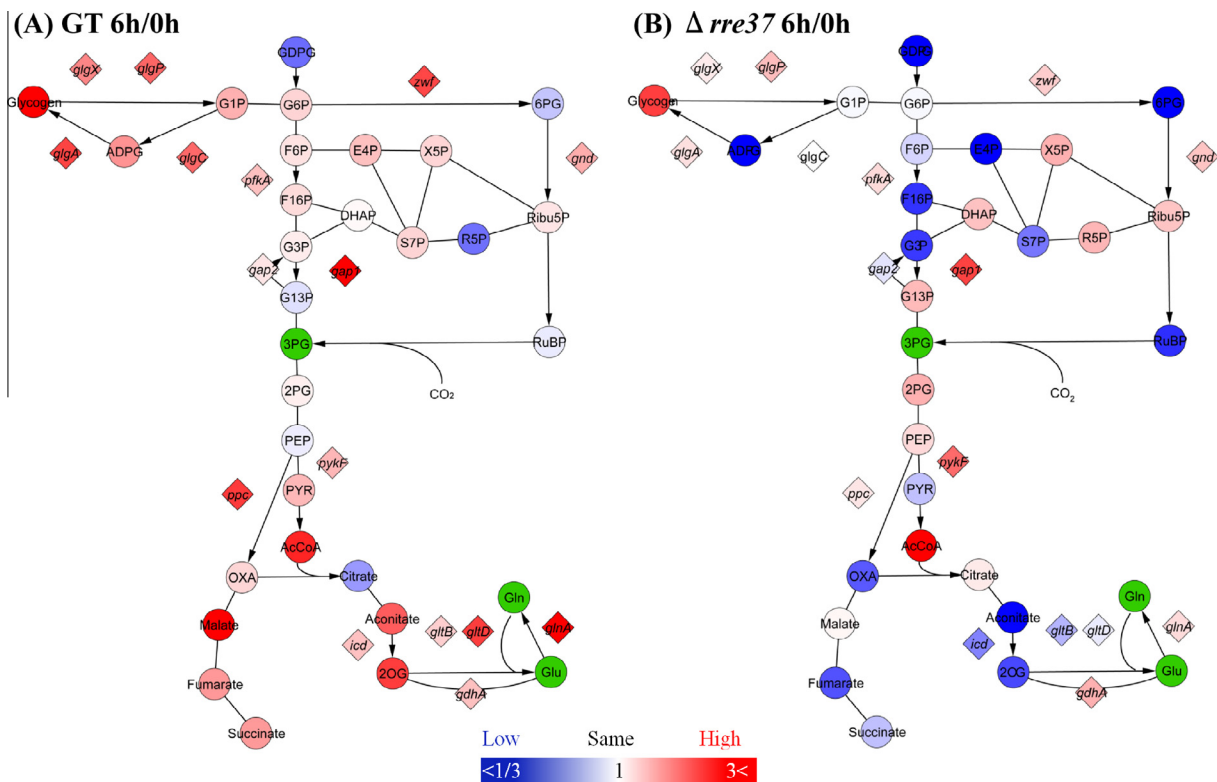 (A) GT 6h/0h
GDPG
glgX
glgP
zwf
Glycogen
G1P
G6P
6PG
glgA
ADPG
glgC
F6P
E4P
X5P
gnd
pfkA
F16P
DHAP
Ribu5P
G3P
S7P
R5P
gap2
gap1
G13P
3PG
RuBP
2PG
CO₂
PEP
pykF
ppc
PYR
AcCoA
OXA
Citrate
Gln
Malate
Aconitate
gltB
gltD
glnA
icd
2OG
Glu
Fumarate
gdhA
Succinate
(B) Δ rre37 6h/0h
GDPG
glgX
glgP
zwf
Glycogen
G1P
G6P
6PG
glgA
ADPG
glgC
F6P
E4P
X5P
gnd
pfkA
F16P
DHAP
Ribu5P
G3P
S7P
R5P
gap2
gap1
G13P
3PG
RuBP
2PG
CO₂
PEP
pykF
ppc
PYR
AcCoA
OXA
Citrate
Gln
Malate
Aconitate
gltB
gltD
glnA
icd
2OG
Glu
Fumarate
gdhA
Succinate
Low Same High
<1/3 1 3<